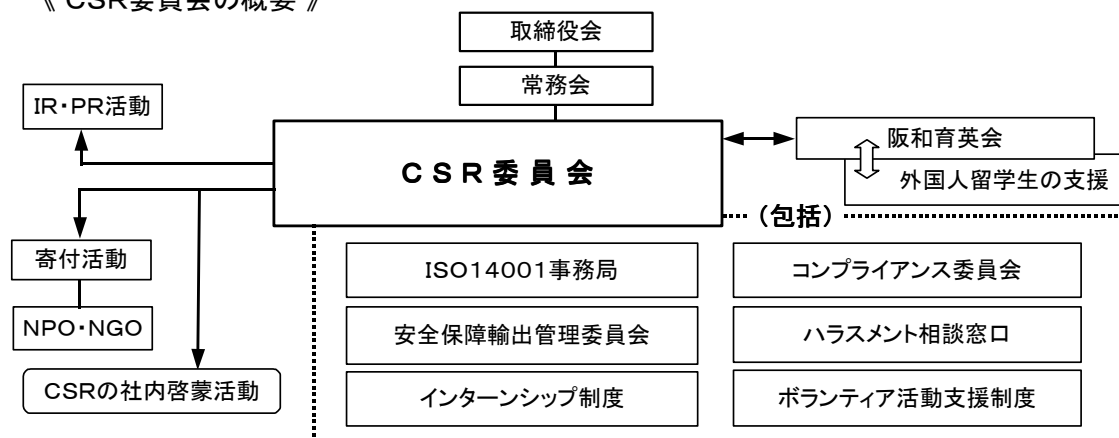 《 CSR委員会の概要 》
取締役会
常務会
IR・PR活動
CSR委員会
阪和育英会
外国人留学生の支援
(包括)
寄付活動
NPO・NGO
CSRの社内啓蒙活動
ISO14001事務局
コンプライアンス委員会
安全保障輸出管理委員会
ハラスメント相談窓口
インターンシップ制度
ボランティア活動支援制度